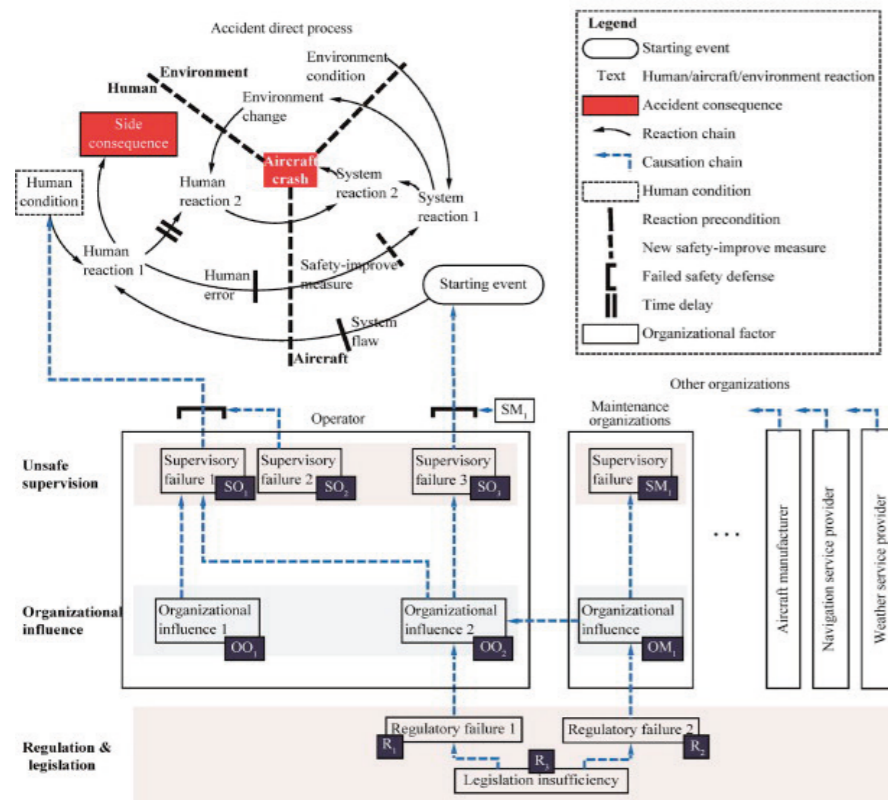 Accident direct process
Environment
condition
Environment
Human
Environment
change
Side
consequence
Aircraft
crash
System
reaction 2
Human
condition
Human
reaction 2
System
reaction 1
Human
reaction 1
Human
error
Safety-improve
measure
Starting event
System
flaw
Aircraft
Legend
Starting event
Text Human/aircraft/environment reaction
Accident consequence
Reaction chain
Causation chain
Human condition
Reaction precondition
New safety-improve measure
Failed safety defense
Time delay
Organizational factor
Other organizations
SM1
Operator
Maintenance
organizations
Unsafe
supervision
Supervisory
failure 1
SO1
Supervisory
failure 2
SO2
Supervisory
failure 3
SO3
Supervisory
failure
SM1
...
Aircraft manufacturer
Navigation service provider
Weather service provider
Organizational
influence
Organizational
influence 1
OO1
Organizational
influence 2
OO2
Organizational
influence
OM1
Regulation &
legislation
Regulatory failure 1
R1
Regulatory failure 2
R2
R3
Legislation insufficiency